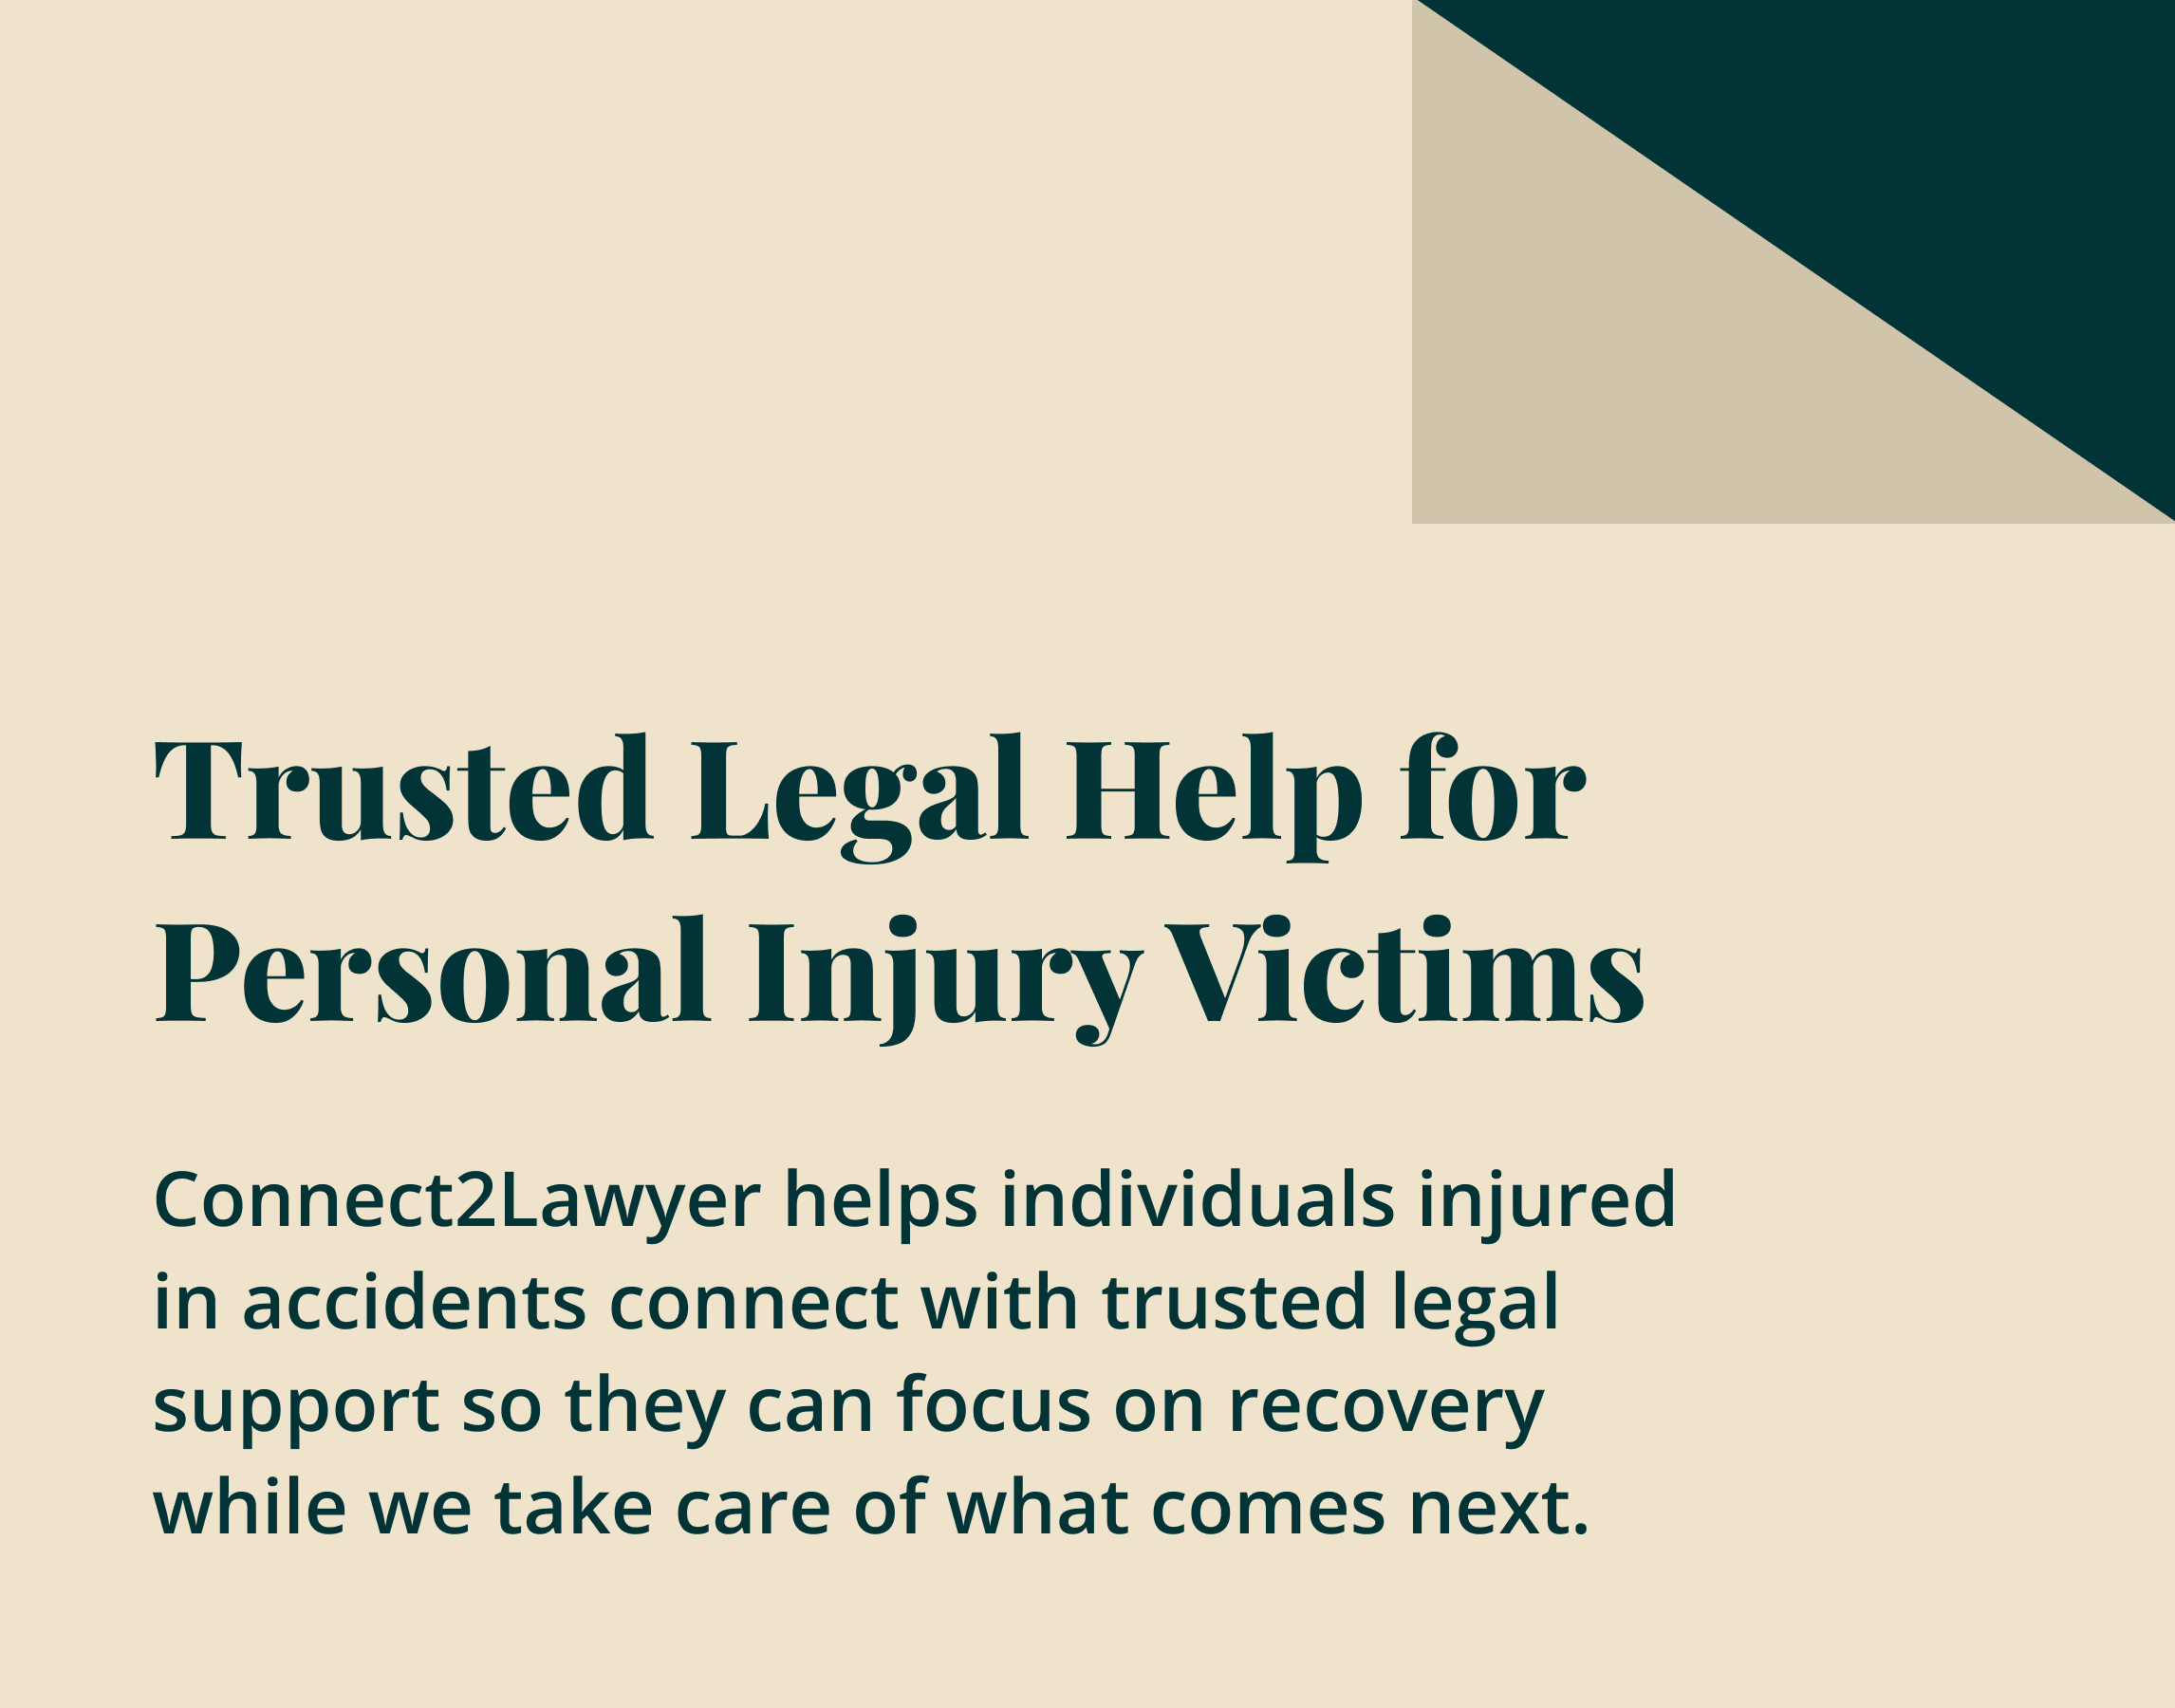 Trusted Legal Help for
Personal Injury Victims
Connect2Lawyer helps individuals injured
in accidents connect with trusted legal
support so they can focus on recovery
while we take care of what comes next.